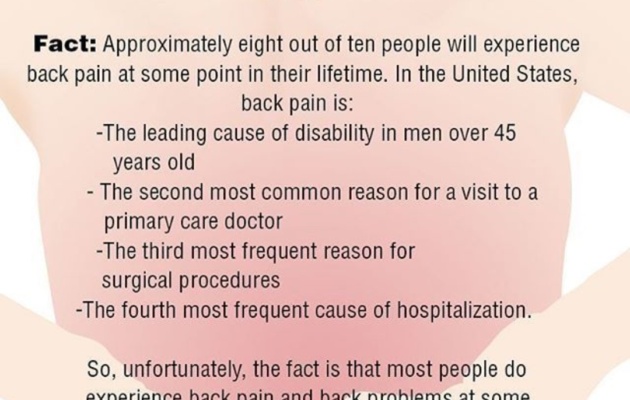 Fact: Approximately eight out of ten people will experience
back pain at some point in their lifetime. In the United States,
back pain is:
-The leading cause of disability in men over 45
years old
- The second most common reason for a visit to a
primary care doctor
-The third most frequent reason for
surgical procedures
-The fourth most frequent cause of hospitalization.
So, unfortunately, the fact is that most people do
experience back pain and back problems at some